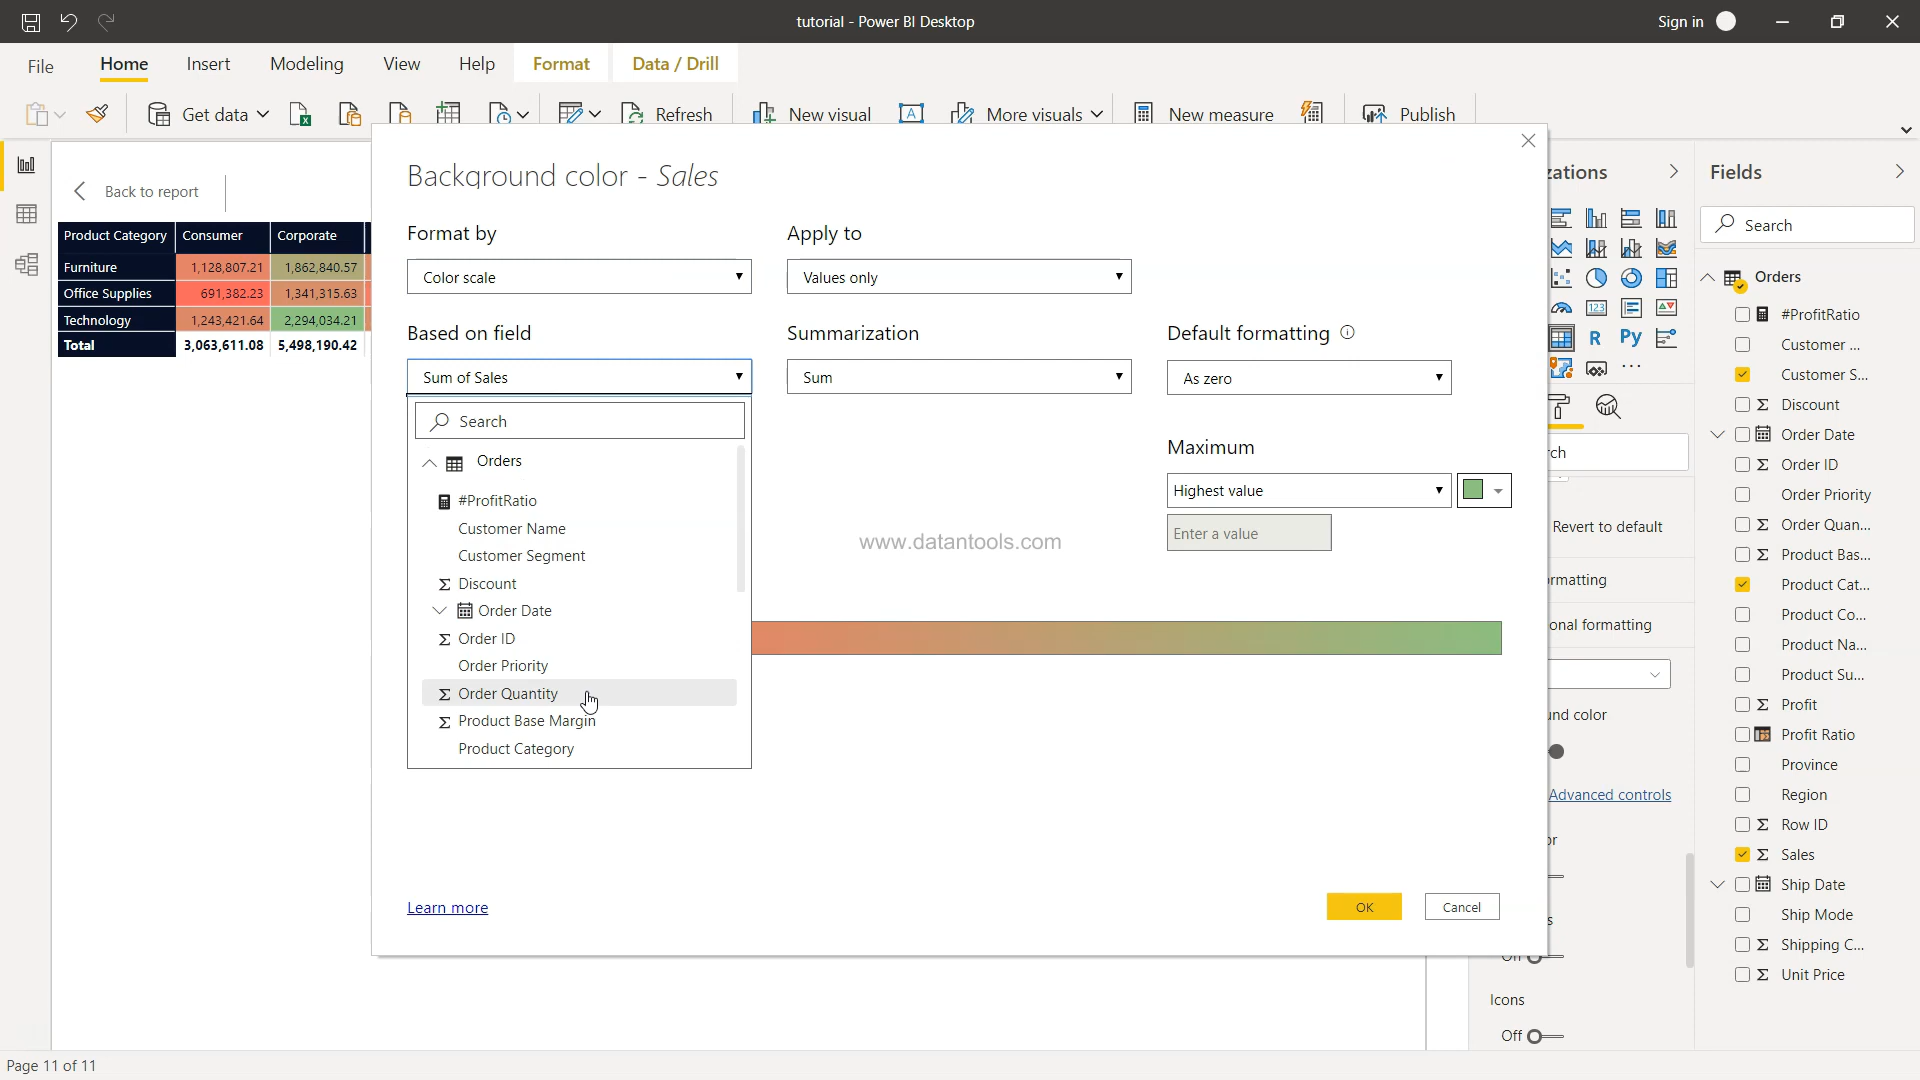 tutorial - Power BI Desktop
Sign in
File
Home
Insert
Modeling
View
Help
Format
Data / Drill
Get data
Refresh
New visual
More visuals
New measure
Publish
Back to report
Product Category Consumer Corporate
Furniture 1,128,807.21 1,862,840.57
Office Supplies 691,382.23 1,341,315.63
Technology 1,243,421.64 2,294,034.21
Total 3,063,611.08 5,498,190.42
Background color - Sales
Format by
Color scale
Apply to
Values only
Based on field
Sum of Sales
Summarization
Sum
Default formatting
As zero
Search
Orders
#ProfitRatio
Customer Name
Customer Segment
Σ Discount
Order Date
Σ Order ID
Order Priority
Σ Order Quantity
Σ Product Base Margin
Product Category
Maximum
Highest value
Enter a value
www.datantools.com
Learn more
OK
Cancel
zations
123
R
Py
...
rch
Revert to default
ormatting
onal formatting
und color
Advanced controls
or
s
Off
Icons
Off
Fields
Search
Orders
#ProfitRatio
Customer ...
Customer S...
Σ Discount
Order Date
Σ Order ID
Order Priority
Σ Order Quan...
Σ Product Bas...
Product Cat...
Product Co...
Product Na...
Product Su...
Σ Profit
Profit Ratio
Province
Region
Σ Row ID
Σ Sales
Ship Date
Ship Mode
Σ Shipping C...
Σ Unit Price
Page 11 of 11